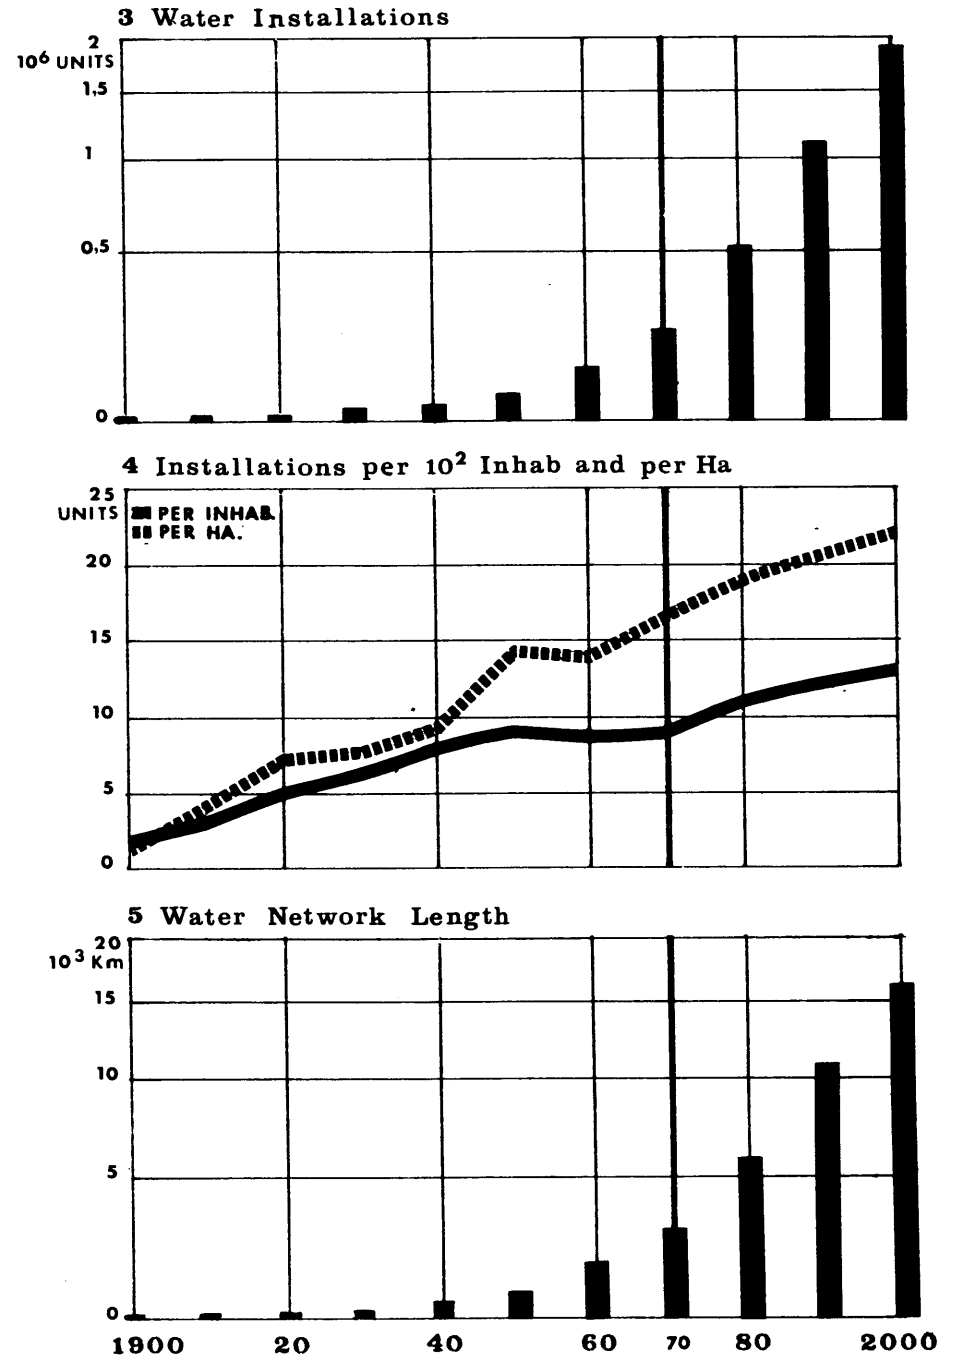 3 Water Installations
2
10⁶ UNITS
1,5
1
0,5
0
4 Installations per 10² Inhab and per Ha
25
UNITS
PER INHAB.
PER HA.
20
15
10
5
0
5 Water Network Length
20
10³ Km
15
10
5
0
1900 20 40 60 70 80 2000